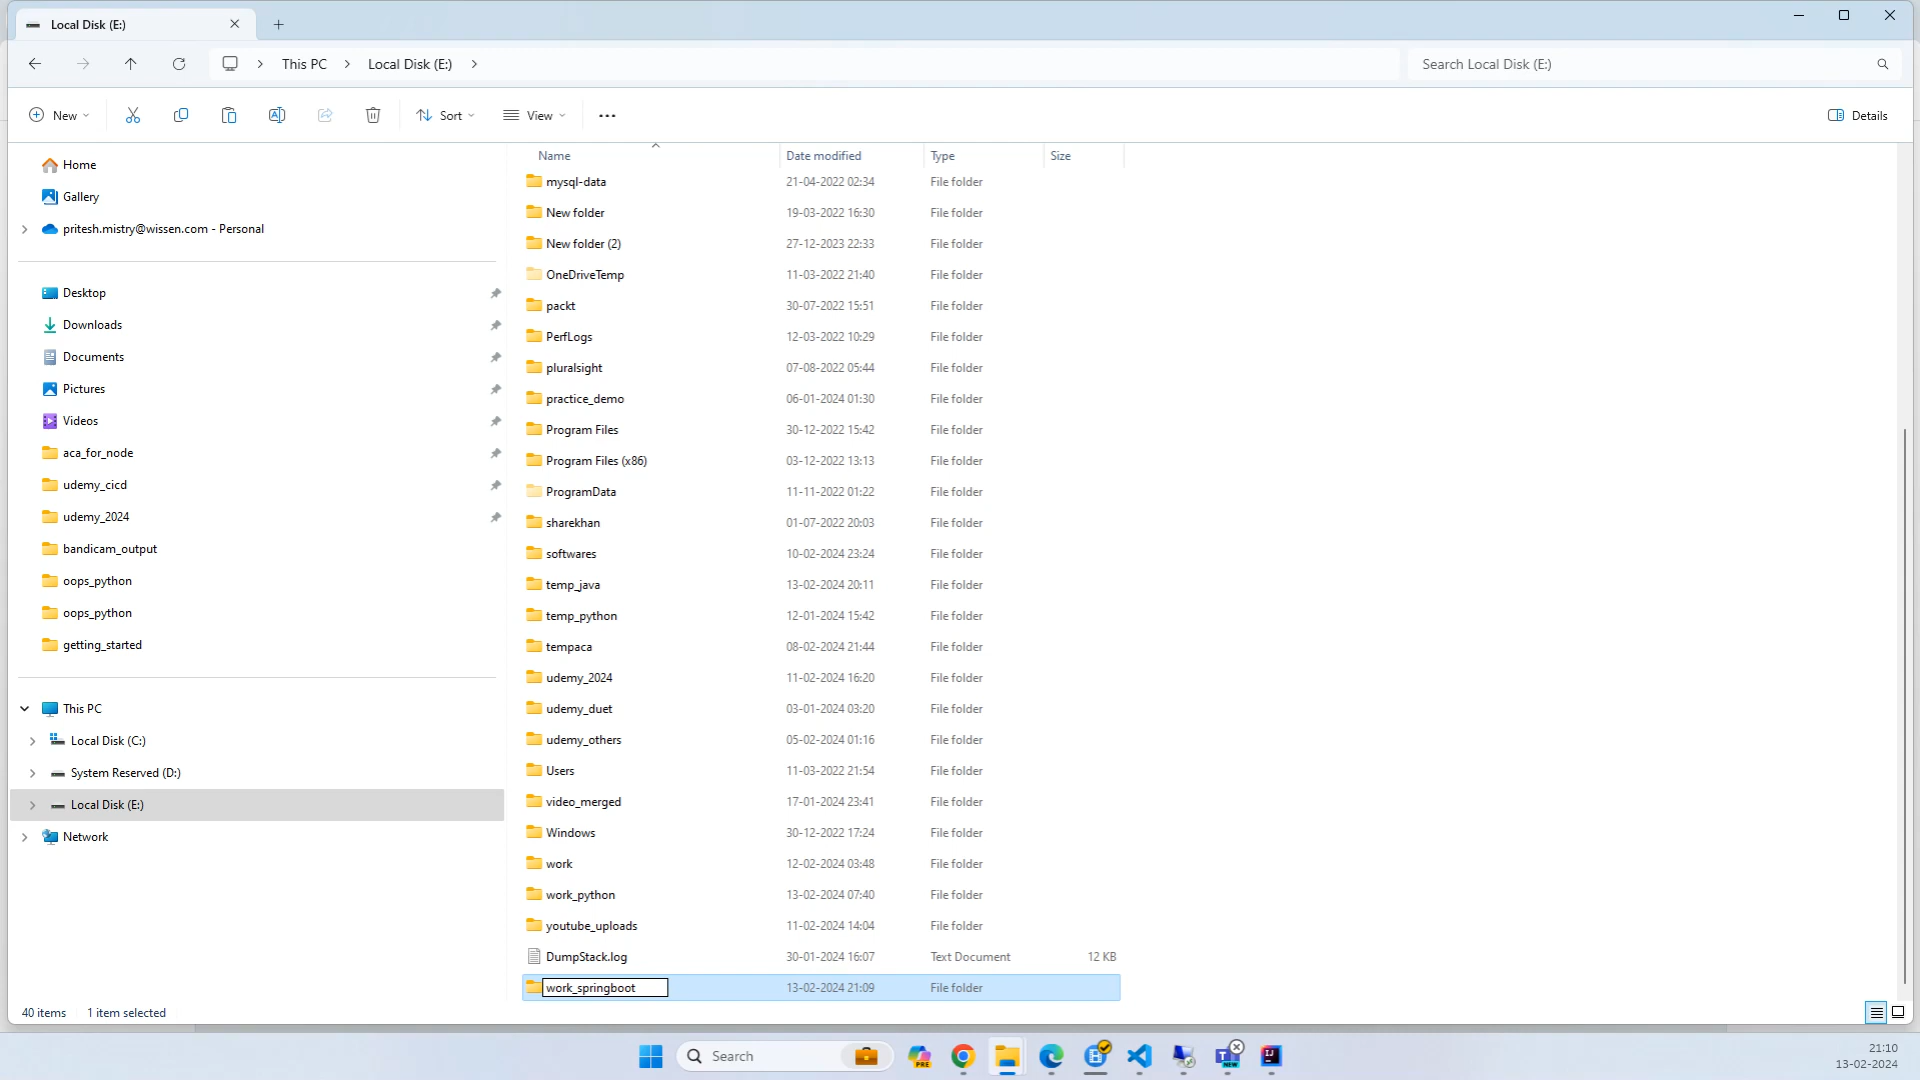 Local Disk (E:)
This PC
Local Disk (E:)
Search Local Disk (E:)
New
Sort
View
Details
Name Date modified Type Size
mysql-data 21-04-2022 02:34 File folder
New folder 19-03-2022 16:30 File folder
New folder (2) 27-12-2023 22:33 File folder
OneDriveTemp 11-03-2022 21:40 File folder
packt 30-07-2022 15:51 File folder
PerfLogs 12-03-2022 10:29 File folder
pluralsight 07-08-2022 05:44 File folder
practice_demo 06-01-2024 01:30 File folder
Program Files 30-12-2022 15:42 File folder
Program Files (x86) 03-12-2022 13:13 File folder
ProgramData 11-11-2022 01:22 File folder
sharekhan 01-07-2022 20:03 File folder
softwares 10-02-2024 23:24 File folder
temp_java 13-02-2024 20:11 File folder
temp_python 12-01-2024 15:42 File folder
tempaca 08-02-2024 21:44 File folder
udemy_2024 11-02-2024 16:20 File folder
udemy_duet 03-01-2024 03:20 File folder
udemy_others 05-02-2024 01:16 File folder
Users 11-03-2022 21:54 File folder
video_merged 17-01-2024 23:41 File folder
Windows 30-12-2022 17:24 File folder
work 12-02-2024 03:48 File folder
work_python 13-02-2024 07:40 File folder
youtube_uploads 11-02-2024 14:04 File folder
DumpStack.log 30-01-2024 16:07 Text Document 12 KB
work_springboot 13-02-2024 21:09 File folder
Home
Gallery
pritesh.mistry@wissen.com - Personal
Desktop
Downloads
Documents
Pictures
Videos
aca_for_node
udemy_cicd
udemy_2024
bandicam_output
oops_python
oops_python
getting_started
This PC
Local Disk (C:)
System Reserved (D:)
Local Disk (E:)
Network
40 items 1 item selected
Search
PRE
NEW
IJ
21:10
13-02-2024